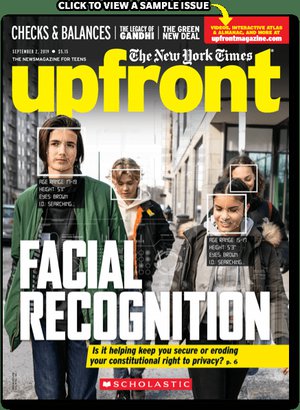 CLICK TO VIEW A SAMPLE ISSUE
CHECKS & BALANCES
THE LEGACY OF
GANDHI
THE GREEN
NEW DEAL
VIDEOS, INTERACTIVE ATLAS
& ALMANAC, AND MORE AT
upfrontmagazine.com
SEPTEMBER 2, 2019 ● $5.15
THE NEWSMAGAZINE FOR TEENS
The New York Times
upfront
AGE RANGE 17-19
HEIGHT 5'11"
EYES: BROWN
I.D. SEARCHING...
AGE RANGE 15-17
HEIGHT 5'3"
EYES: BROWN
I.D. SEARCHING...
FACIAL
RECOGNITION
Is it helping keep you secure or eroding
your constitutional right to privacy? p. 6
SCHOLASTIC